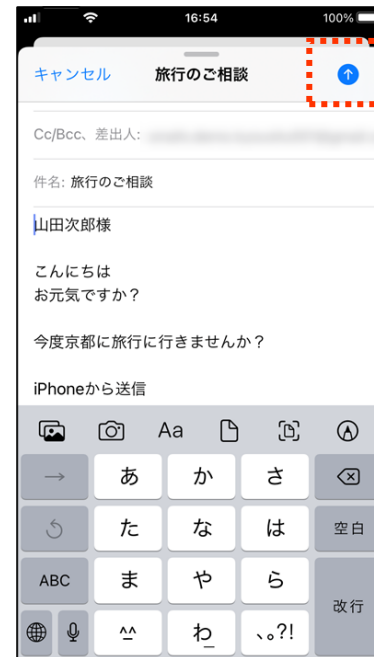 16:54 100%
キャンセル 旅行のご相談
Cc/Bcc、差出人:
件名: 旅行のご相談
山田次郎様
こんにちは
お元気ですか？
今度京都に旅行に行きませんか？
iPhoneから送信
Aa
→ あ か さ
た な は 空白
ABC ま や ら 改行
^^ わ_ 、。?!